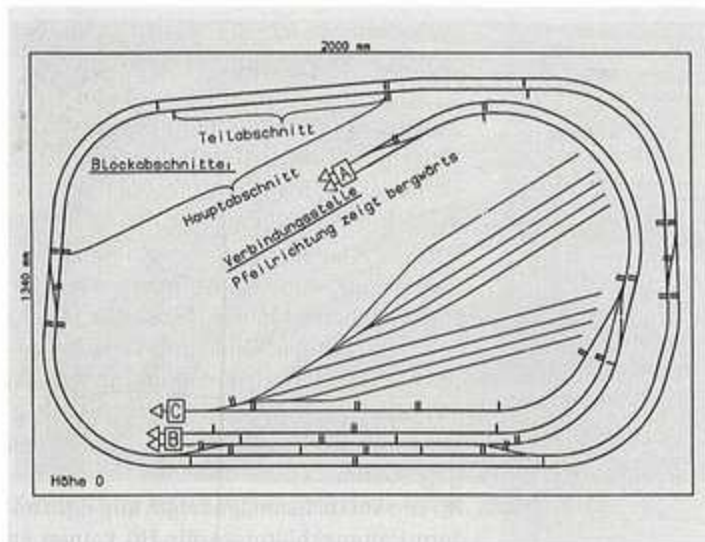 2000 mm
Teilabschnitt
Blockabschnitte:
Hauptabschnitt
A
Verbindungsstelle
Pfeilrichtung zeigt bergwärts
1340 mm
C
B
Höhe 0